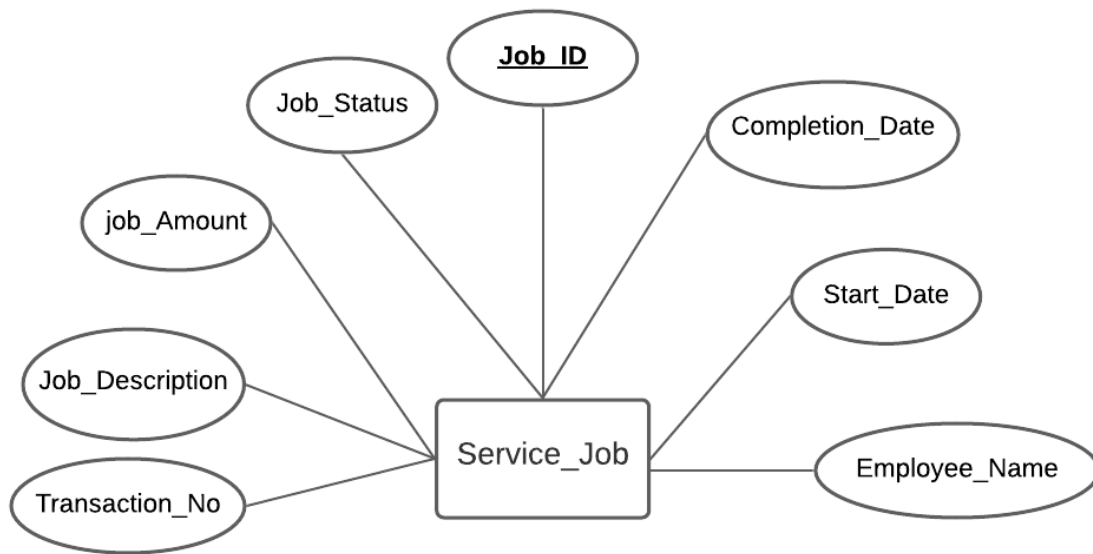 Job_ID
Job_Status
Completion_Date
job_Amount
Start_Date
Job_Description
Service_Job
Employee_Name
Transaction_No